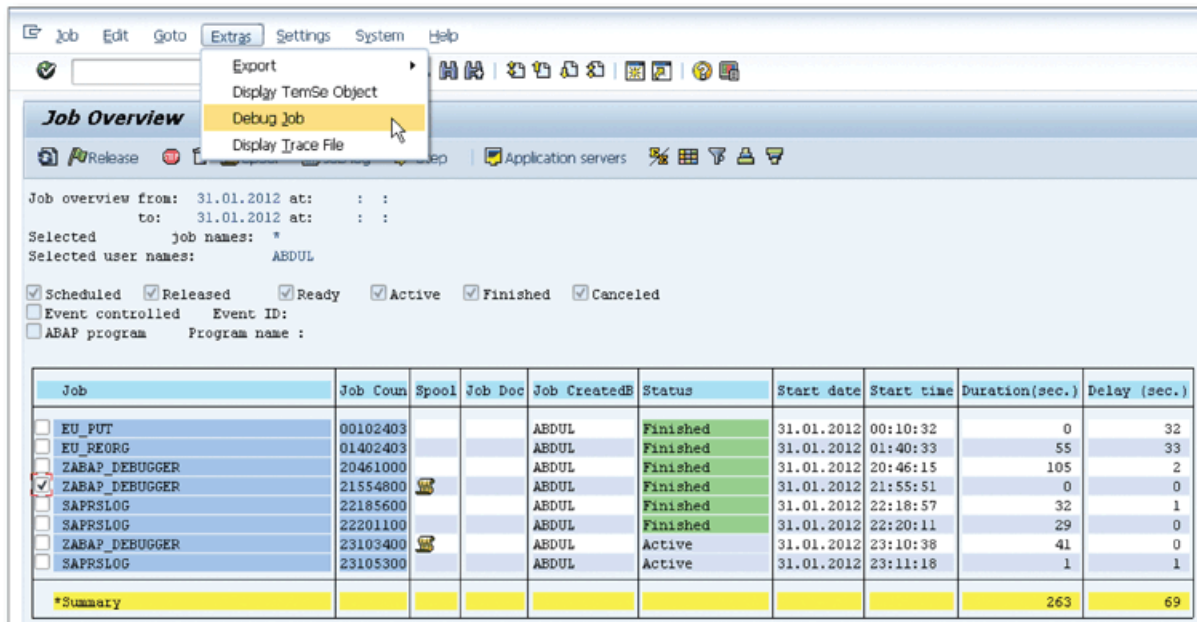 Job Edit Goto Extras Settings System Help
Export
Display TemSe Object
Job Overview
Debug Job
Display Trace File
Release Application servers
Job overview from: 31.01.2012 at: : :
to: 31.01.2012 at: : :
Selected job names: *
Selected user names: ABDUL
Scheduled Released Ready Active Finished Canceled
Event controlled Event ID:
ABAP program Program name :
Job Job Coun Spool Job Doc Job CreatedB Status Start date Start time Duration(sec.) Delay (sec.)
EU_PUT 00102403 ABDUL Finished 31.01.2012 00:10:32 0 32
EU_REORG 01402403 ABDUL Finished 31.01.2012 01:40:33 55 33
ZABAP_DEBUGGER 20461000 ABDUL Finished 31.01.2012 20:46:15 105 2
ZABAP_DEBUGGER 21554800 ABDUL Finished 31.01.2012 21:55:51 0 0
SAPRSLOG 22185600 ABDUL Finished 31.01.2012 22:18:57 32 1
SAPRSLOG 22201100 ABDUL Finished 31.01.2012 22:20:11 29 0
ZABAP_DEBUGGER 23103400 ABDUL Active 31.01.2012 23:10:38 41 0
SAPRSLOG 23105300 ABDUL Active 31.01.2012 23:11:18 1 1
*Summary 263 69